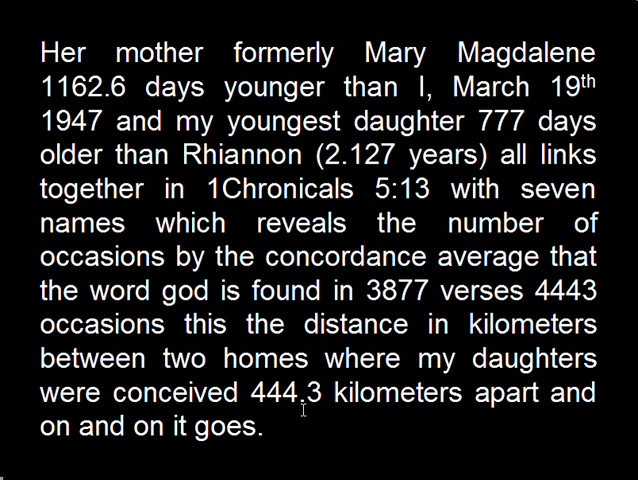 Her mother formerly Mary Magdalene
1162.6 days younger than I, March 19th
1947 and my youngest daughter 777 days
older than Rhiannon (2.127 years) all links
together in 1Chronicals 5:13 with seven
names which reveals the number of
occasions by the concordance average that
the word god is found in 3877 verses 4443
occasions this the distance in kilometers
between two homes where my daughters
were conceived 444.3 kilometers apart and
on and on it goes.